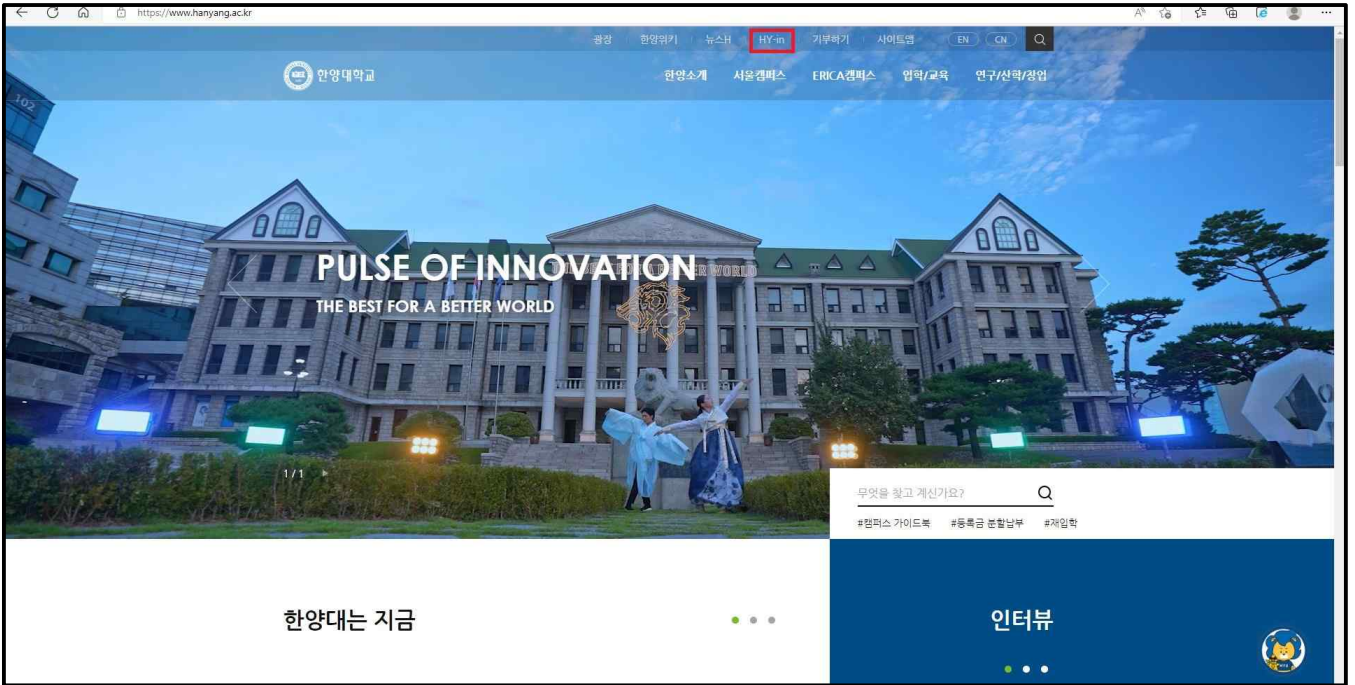 https://www.hanyang.ac.kr
광장 한양위키 뉴스H HY-in 기부하기 사이트맵 EN CN
한양대학교 한양소개 서울캠퍼스 ERICA캠퍼스 입학/교육 연구/산학/창업
102
PULSE OF INNOVATION
THE BEST FOR A BETTER WORLD
1 / 1
무엇을 찾고 계신가요?
#캠퍼스 가이드북 #등록금 분할납부 #재입학
한양대는 지금
인터뷰